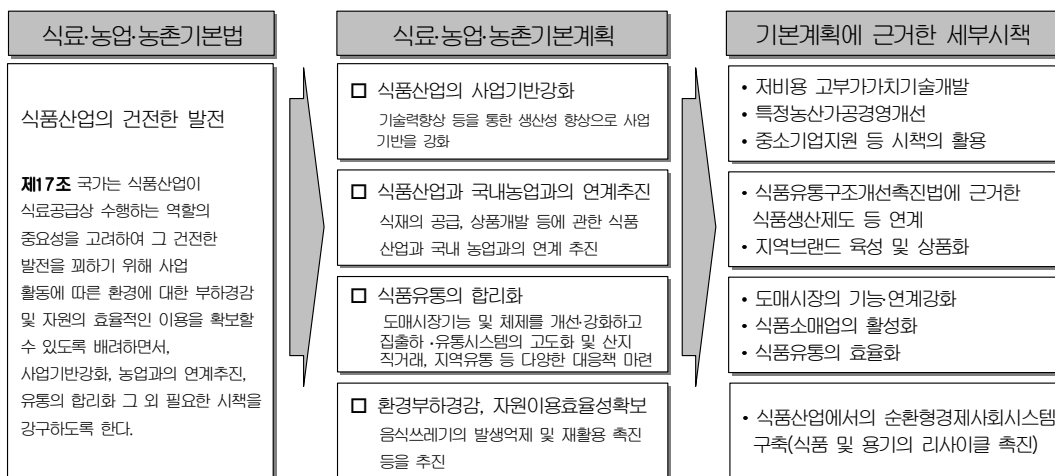 식료·농업·농촌기본법
식품산업의 건전한 발전
제17조 국가는 식품산업이
식료공급상 수행하는 역할의
중요성을 고려하여 그 건전한
발전을 꾀하기 위해 사업
활동에 따른 환경에 대한 부하경감
및 자원의 효율적인 이용을 확보할
수 있도록 배려하면서,
사업기반강화, 농업과의 연계추진,
유통의 합리화 그 외 필요한 시책을
강구하도록 한다.
식료·농업·농촌기본계획
□ 식품산업의 사업기반강화
기술력향상 등을 통한 생산성 향상으로 사업
기반을 강화
□ 식품산업과 국내농업과의 연계추진
식재의 공급, 상품개발 등에 관한 식품
산업과 국내 농업과의 연계 추진
□ 식품유통의 합리화
도매시장기능 및 체제를 개선·강화하고
집출하 ·유통시스템의 고도화 및 산지
직거래, 지역유통 등 다양한 대응책 마련
□ 환경부하경감, 자원이용효율성확보
음식쓰레기의 발생억제 및 재활용 촉진
등을 추진
기본계획에 근거한 세부시책
• 저비용 고부가가치기술개발
• 특정농산가공경영개선
• 중소기업지원 등 시책의 활용
• 식품유통구조개선촉진법에 근거한
식품생산제도 등 연계
• 지역브랜드 육성 및 상품화
• 도매시장의 기능·연계강화
• 식품소매업의 활성화
• 식품유통의 효율화
• 식품산업에서의 순환형경제사회시스템
구축(식품 및 용기의 리사이클 촉진)